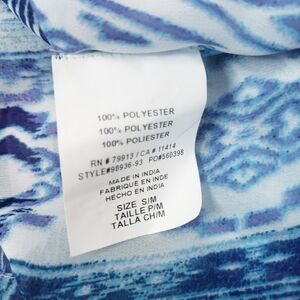 100% POLYESTER
100% POLYESTER
100% POLIESTER
RN # 79913 / CA # 11414
STYLE#98936-93 PO#560398
MADE IN INDIA
FABRIQUÉ EN INDE
HECHO EN INDIA
SIZE S/M
TAILLE P/M
TALLA CH/M